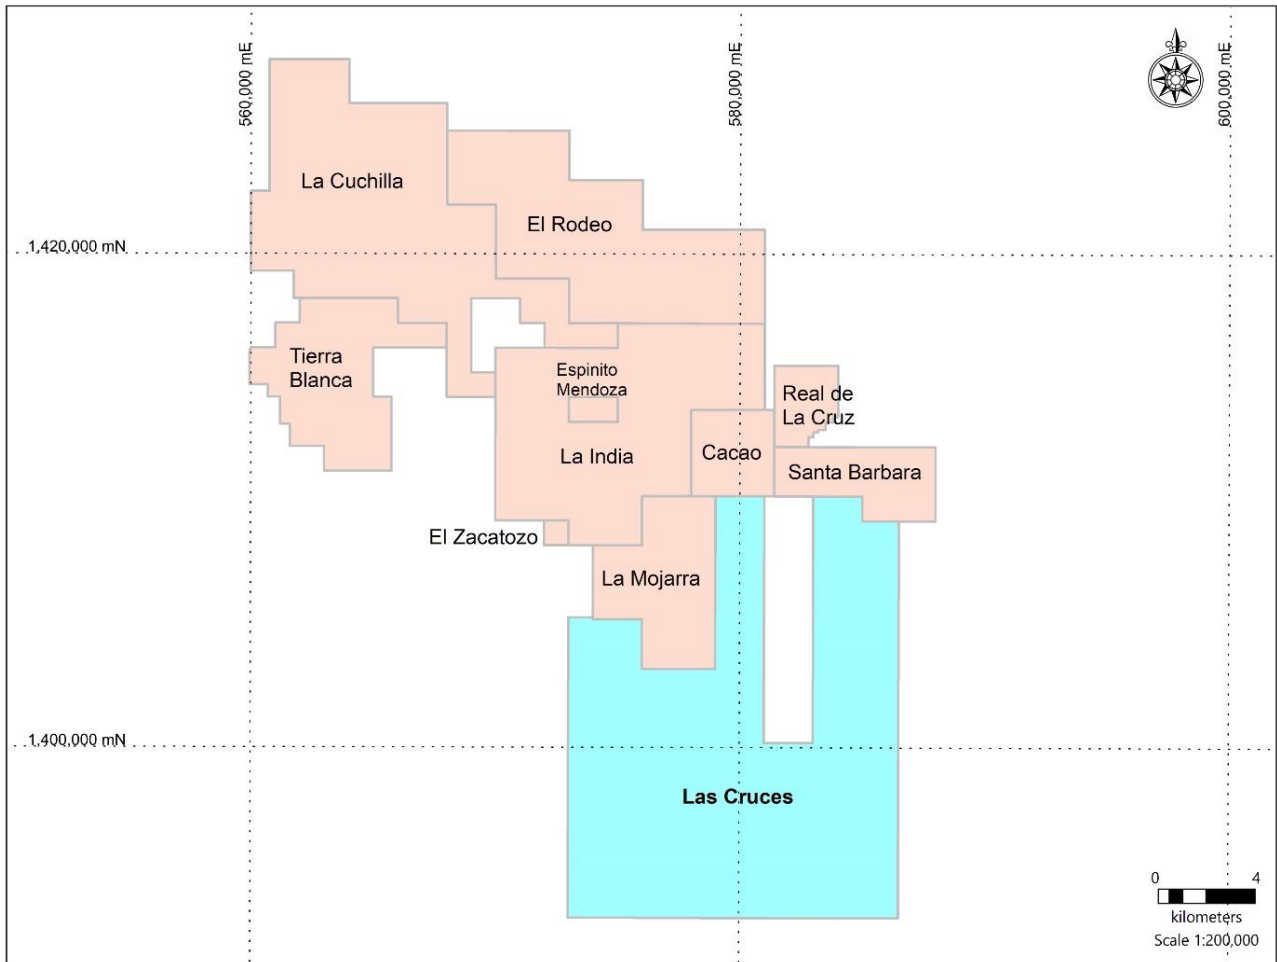 560,000 mE
580,000 mE
600,000 mE
La Cuchilla
El Rodeo
1,420,000 mN
Tierra
Blanca
Espinito
Mendoza
Real de
La Cruz
La India
Cacao
Santa Barbara
El Zacatozo
La Mojarra
1,400,000 mN
Las Cruces
0 4
kilometers
Scale 1:200,000